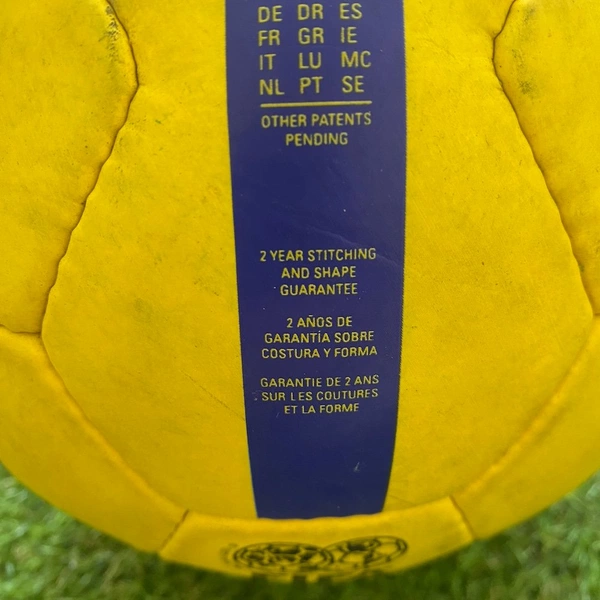 DE DR ES
FR GR IE
IT LU MC
NL PT SE
OTHER PATENTS
PENDING
2 YEAR STITCHING
AND SHAPE
GUARANTEE
2 AÑOS DE
GARANTÍA SOBRE
COSTURA Y FORMA
GARANTIE DE 2 ANS
SUR LES COUTURES
ET LA FORME